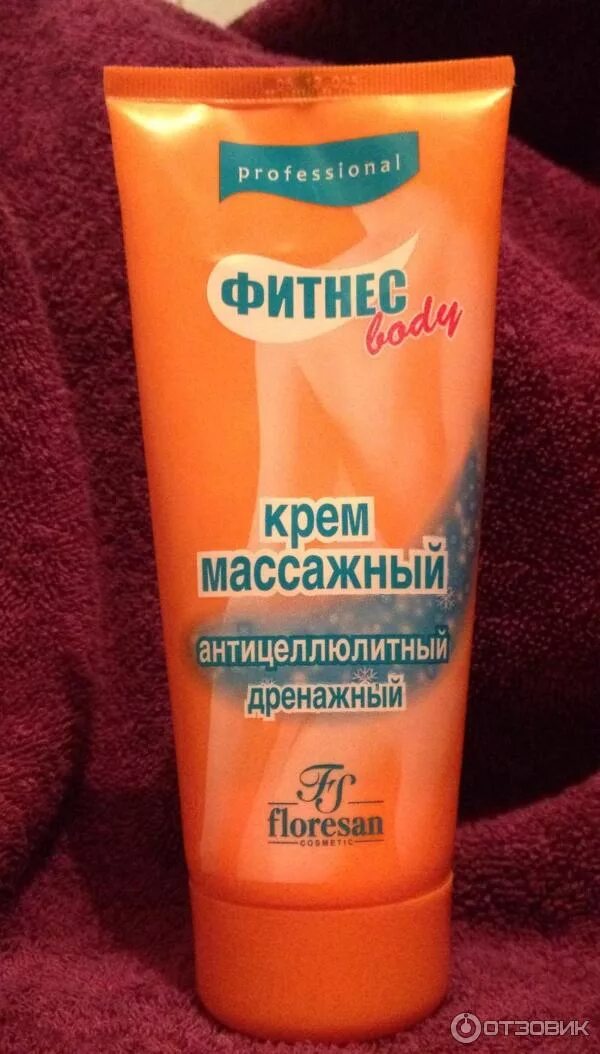 professional
ФИТНЕС
body
крем
массажный
антицеллюлитный
дренажный
FS
floresan
COSMETIC
ОТЗОВИК